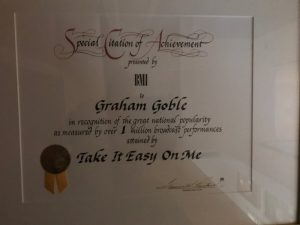 Special Citation of Achievement
presented by
BMI
to
Graham Goble
in recognition of the great national popularity
as measured by over 1 million broadcast performances
attained by
Take It Easy On Me